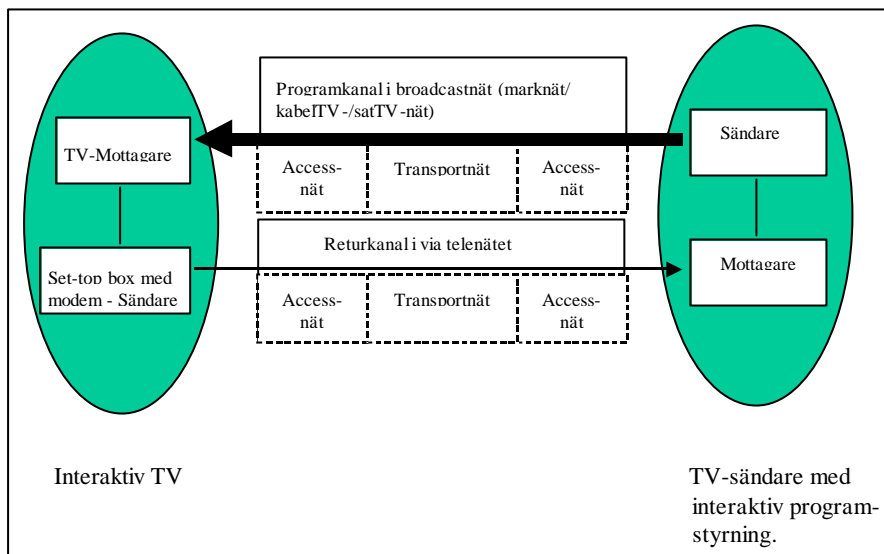 Programkanal i broadcastnät (marknät/
kabelTV-/satTV-nät)
TV-Mottagare
Sändare
Access-
nät
Transportnät
Access-
nät
Returkanal i via telenätet
Set-top box med
modem - Sändare
Mottagare
Access-
nät
Transportnät
Access-
nät
Interaktiv TV
TV-sändare med
interaktiv program-
styrning.